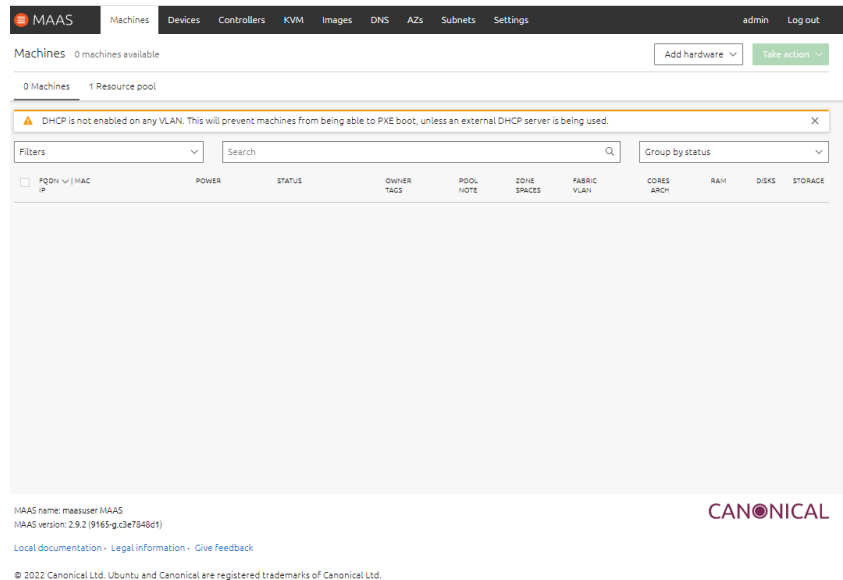 MAAS Machines Devices Controllers KVM Images DNS AZs Subnets Settings admin Log out
Machines 0 machines available Add hardware Take action
0 Machines 1 Resource pool
DHCP is not enabled on any VLAN. This will prevent machines from being able to PXE boot, unless an external DHCP server is being used.
Filters Search Group by status
FQDN | MAC POWER STATUS OWNER POOL ZONE FABRIC CORES RAM DISKS STORAGE
IP TAGS NOTE SPACES VLAN ARCH
MAAS name: maasuser MAAS
CANONICAL
MAAS version: 2.9.2 (9165-g.c3e7848d1)
Local documentation · Legal information · Give feedback
© 2022 Canonical Ltd. Ubuntu and Canonical are registered trademarks of Canonical Ltd.